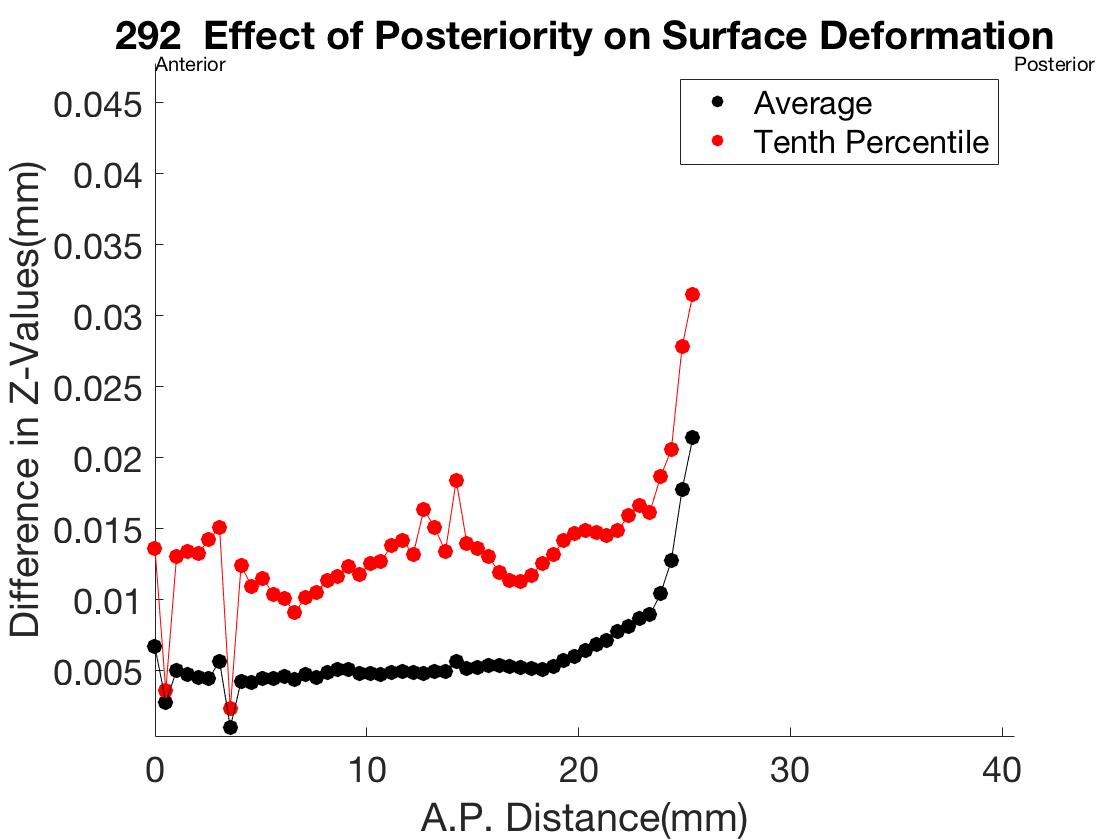 292  Effect of Posteriority on Surface Deformation
Anterior
Posterior
Average
Tenth Percentile
0.045
0.04
0.035
0.03
0.025
0.02
0.015
0.01
0.005
Difference in Z-Values(mm)
0
10
20
30
40
A.P. Distance(mm)